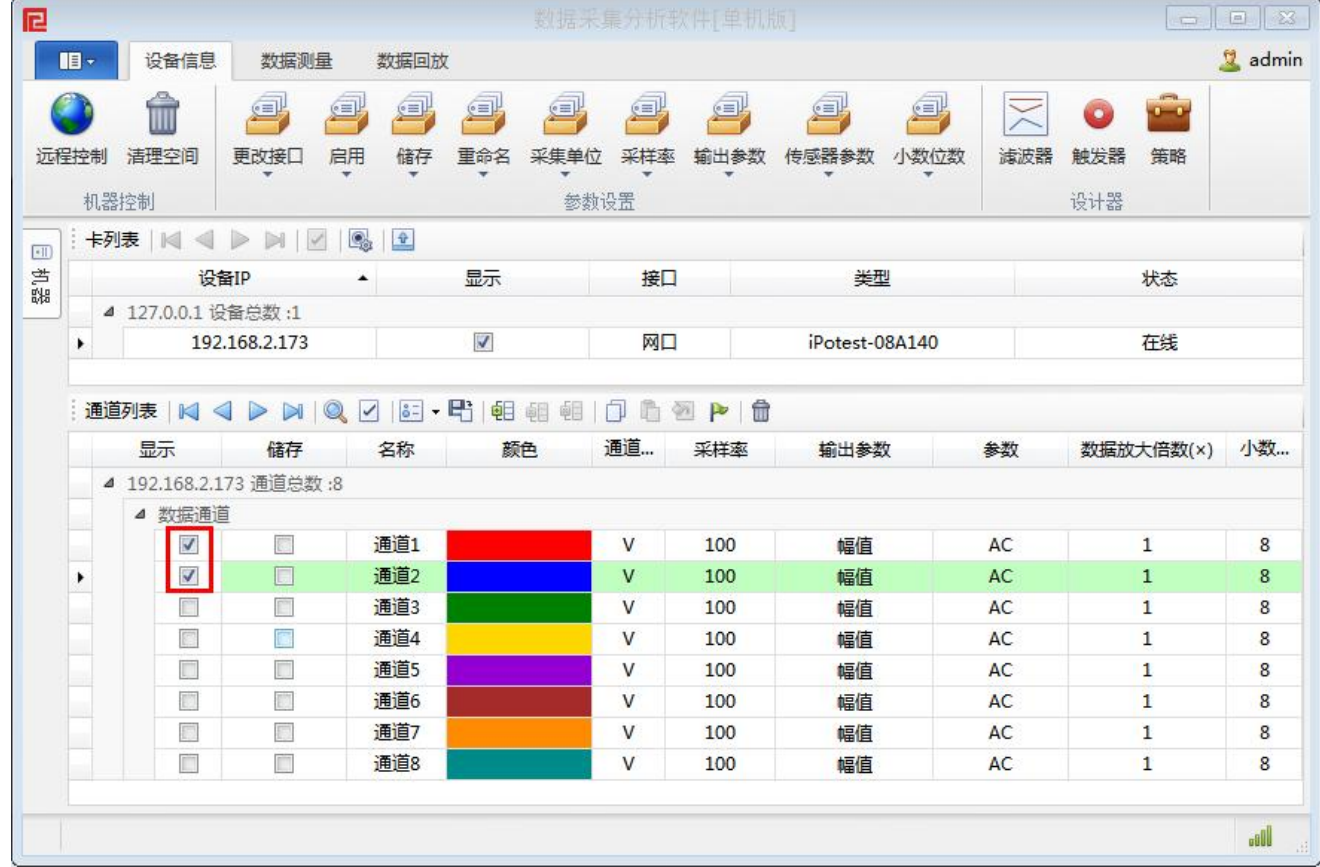 数据采集分析软件[单机版]
设备信息 数据测量 数据回放 admin
远程控制 清理空间 更改接口 启用 储存 重命名 采集单位 采样率 输出参数 传感器参数 小数位数 滤波器 触发器 策略
机器控制 参数设置 设计器
机器
卡列表
设备IP 显示 接口 类型 状态
127.0.0.1 设备总数 :1
192.168.2.173 网口 iPotest-08A140 在线
通道列表
显示 储存 名称 颜色 通道... 采样率 输出参数 参数 数据放大倍数(×) 小数...
192.168.2.173 通道总数 :8
数据通道
通道1 V 100 幅值 AC 1 8
通道2 V 100 幅值 AC 1 8
通道3 V 100 幅值 AC 1 8
通道4 V 100 幅值 AC 1 8
通道5 V 100 幅值 AC 1 8
通道6 V 100 幅值 AC 1 8
通道7 V 100 幅值 AC 1 8
通道8 V 100 幅值 AC 1 8